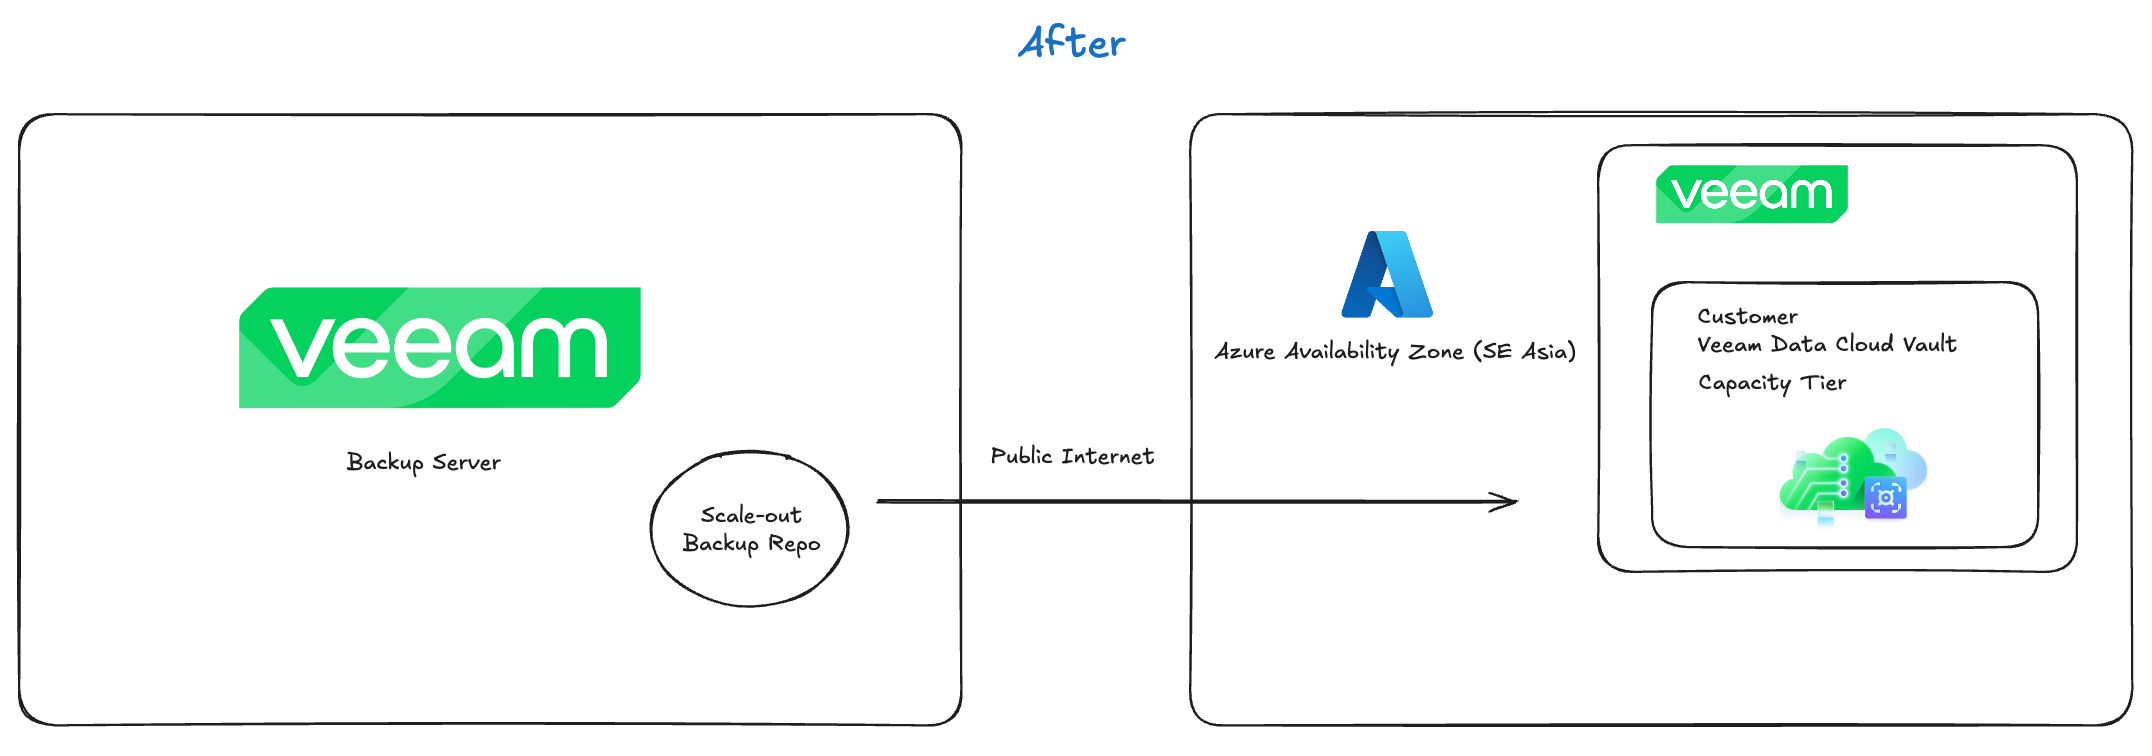 After
veeam
Backup Server
Scale-out
Backup Repo
Public Internet
Azure Availability Zone (SE Asia)
veeam
Customer
Veeam Data Cloud Vault
Capacity Tier